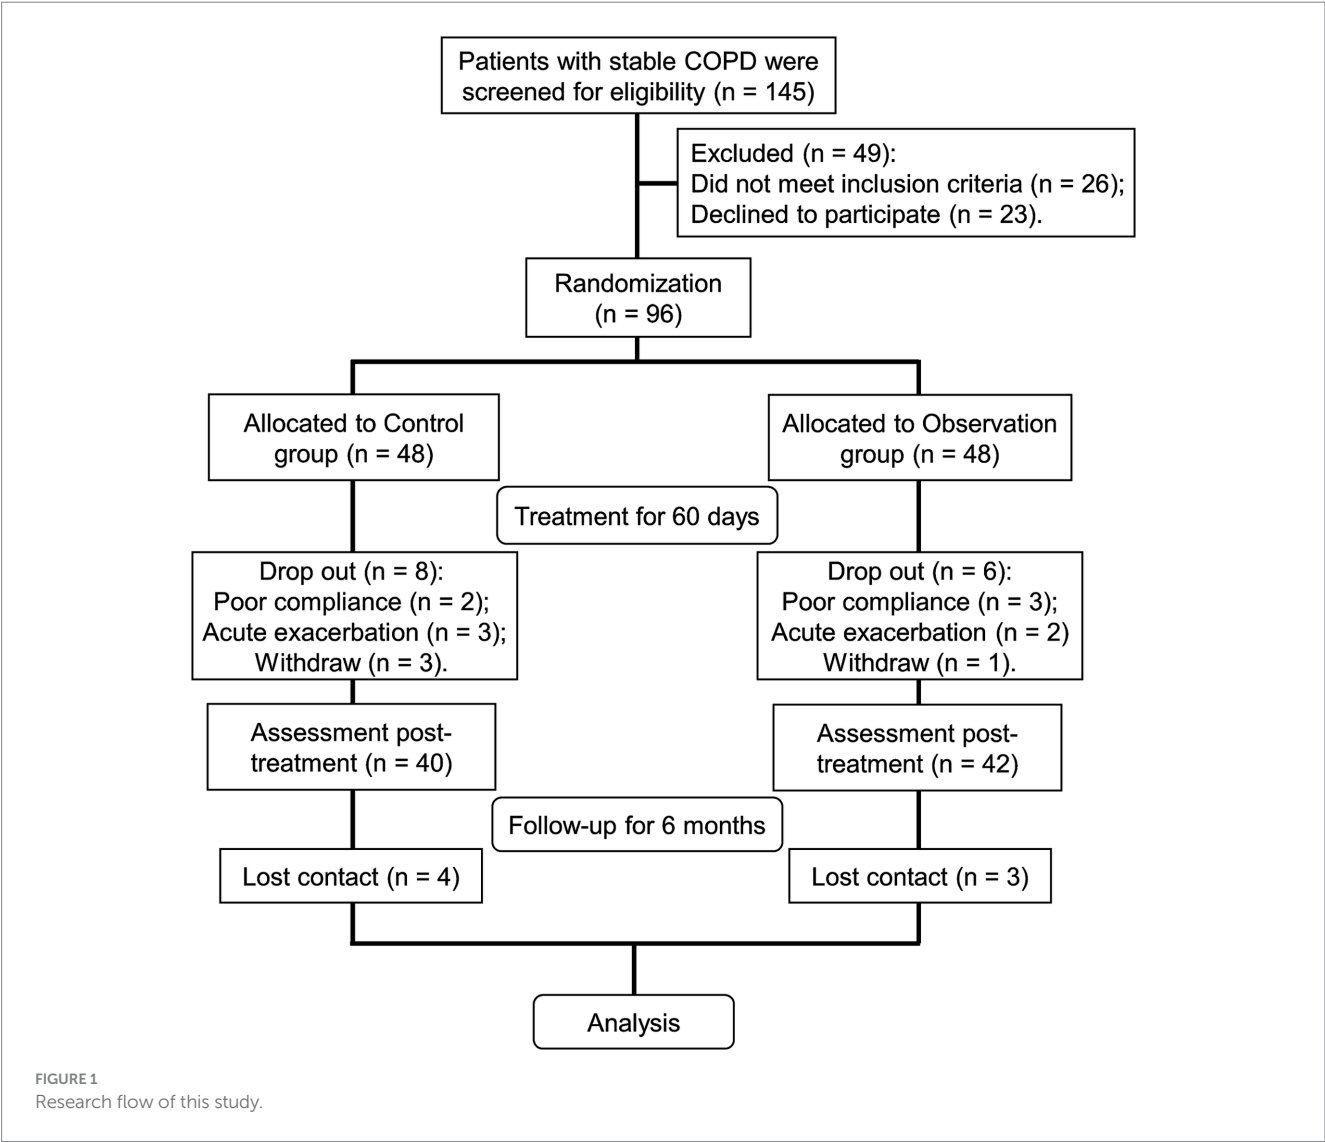 Patients with stable COPD were
screened for eligibility (n = 145)
Excluded (n = 49):
Did not meet inclusion criteria (n = 26);
Declined to participate (n = 23).
Randomization
(n = 96)
Allocated to Control
group (n = 48)
Allocated to Observation
group (n = 48)
Treatment for 60 days
Drop out (n = 8):
Poor compliance (n = 2);
Acute exacerbation (n = 3);
Withdraw (n = 3).
Drop out (n = 6):
Poor compliance (n = 3);
Acute exacerbation (n = 2)
Withdraw (n = 1).
Assessment post-
treatment (n = 40)
Assessment post-
treatment (n = 42)
Follow-up for 6 months
Lost contact (n = 4)
Lost contact (n = 3)
Analysis
FIGURE 1
Research flow of this study.